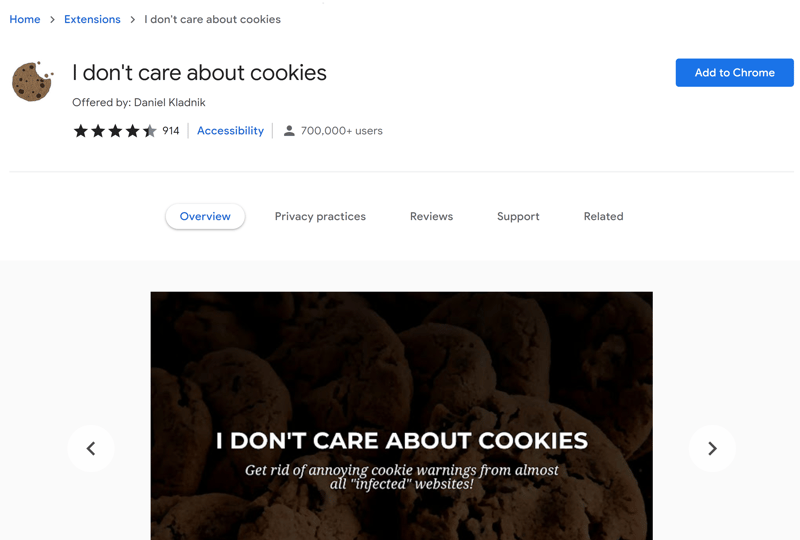 Home > Extensions > I don't care about cookies
I don't care about cookies
Add to Chrome
Offered by: Daniel Kladnik
914 Accessibility 700,000+ users
Overview Privacy practices Reviews Support Related
I DON'T CARE ABOUT COOKIES
Get rid of annoying cookie warnings from almost
all "infected" websites!